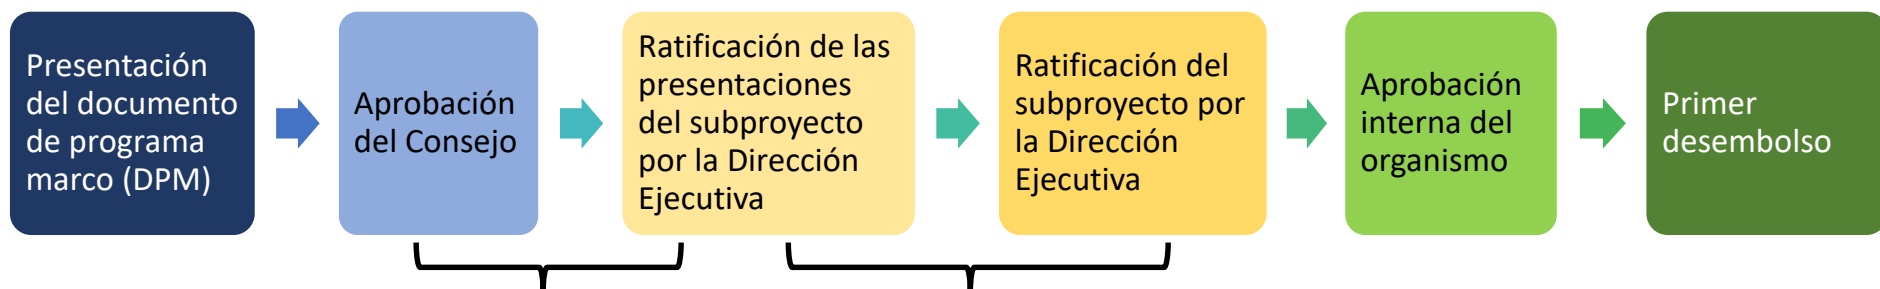 Presentación
del documento
de programa
marco (DPM)
Aprobación
del Consejo
Ratificación de las
presentaciones
del subproyecto
por la Dirección
Ejecutiva
Ratificación del
subproyecto por
la Dirección
Ejecutiva
Aprobación
interna del
organismo
Primer
desembolso